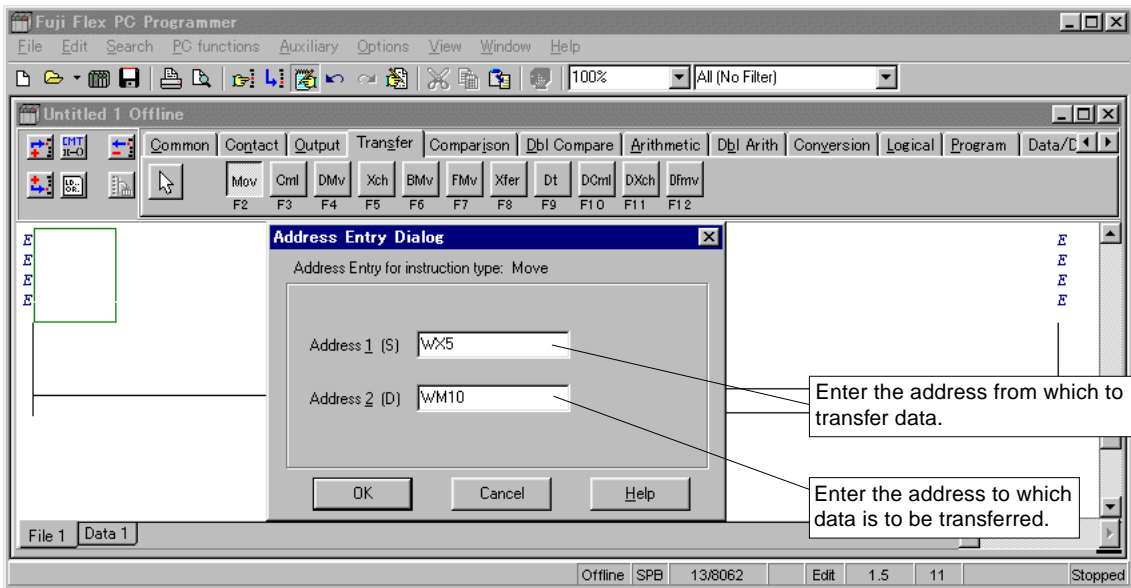 Fuji Flex PC Programmer
File Edit Search PC functions Auxiliary Options View Window Help
100% All (No Filter)
Untitled 1 Offline
CMT
Common Contact Output Transfer Comparison Dbl Compare Arithmetic Dbl Arith Conversion Logical Program Data/D
LD..
OR..
Mov Cml DMv Xch BMv FMv Xfer Dt DCml DXch Dfmv
F2 F3 F4 F5 F6 F7 F8 F9 F10 F11 F12
Address Entry Dialog
E E
E E
E E
E E
Address Entry for instruction type: Move
Address 1 (S) WX5
Address 2 (D) WM10
Enter the address from which to
transfer data.
OK Cancel Help
Enter the address to which
data is to be transferred.
File 1 Data 1
Offline SPB 13/8062 Edit 1.5 11 Stopped